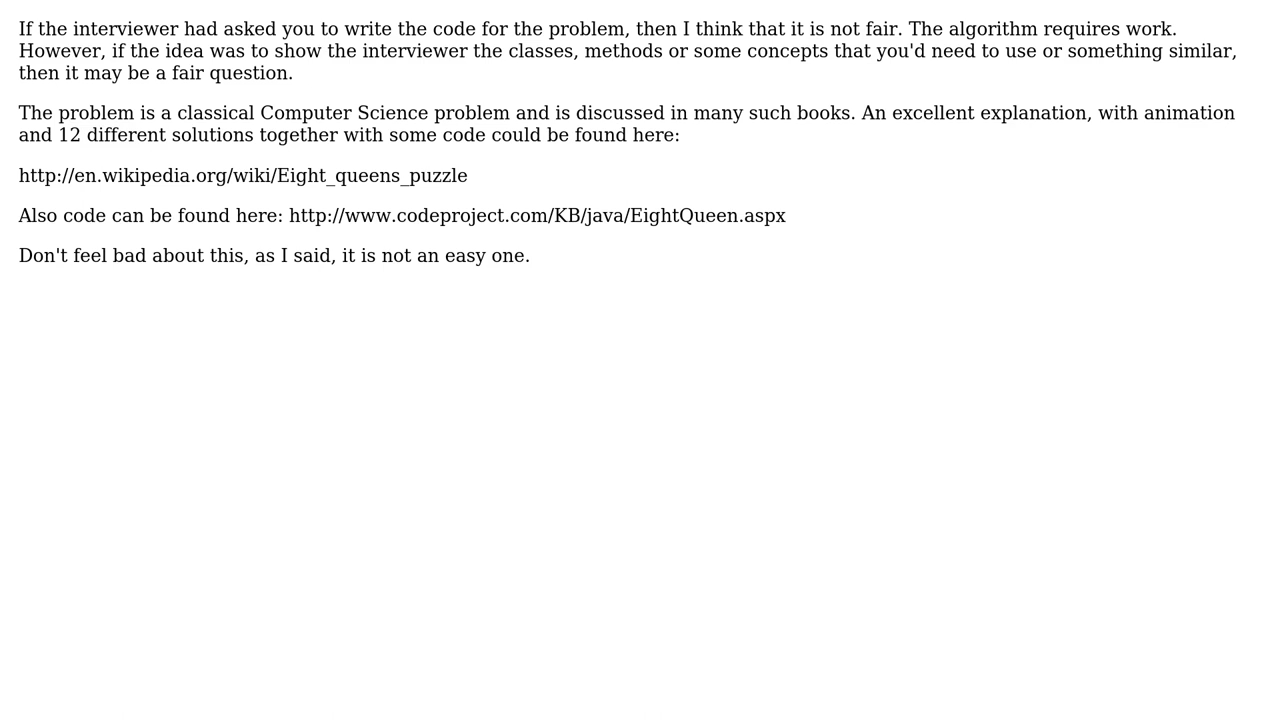 If the interviewer had asked you to write the code for the problem, then I think that it is not fair. The algorithm requires work.
However, if the idea was to show the interviewer the classes, methods or some concepts that you'd need to use or something similar,
then it may be a fair question.
The problem is a classical Computer Science problem and is discussed in many such books. An excellent explanation, with animation
and 12 different solutions together with some code could be found here:
http://en.wikipedia.org/wiki/Eight_queens_puzzle
Also code can be found here: http://www.codeproject.com/KB/java/EightQueen.aspx
Don't feel bad about this, as I said, it is not an easy one.